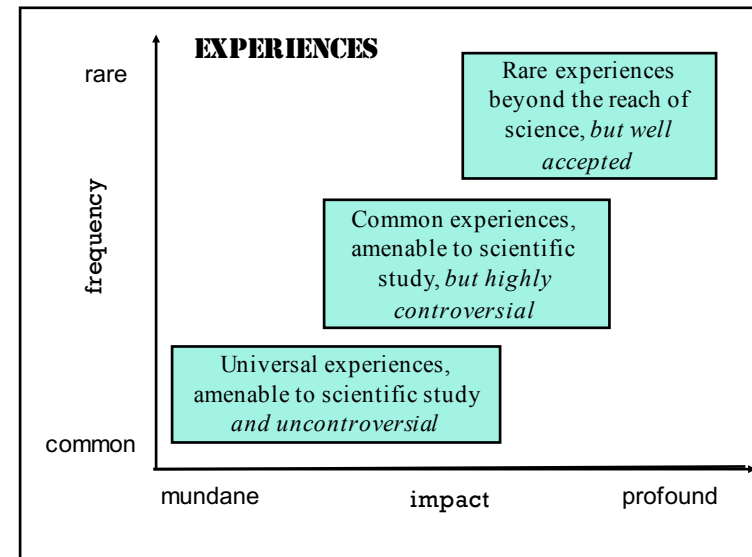 EXPERIENCES
rare
Rare experiences
beyond the reach of
science, but well
accepted
frequency
Common experiences,
amenable to scientific
study, but highly
controversial
Universal experiences,
amenable to scientific study
and uncontroversial
common
mundane
impact
profound